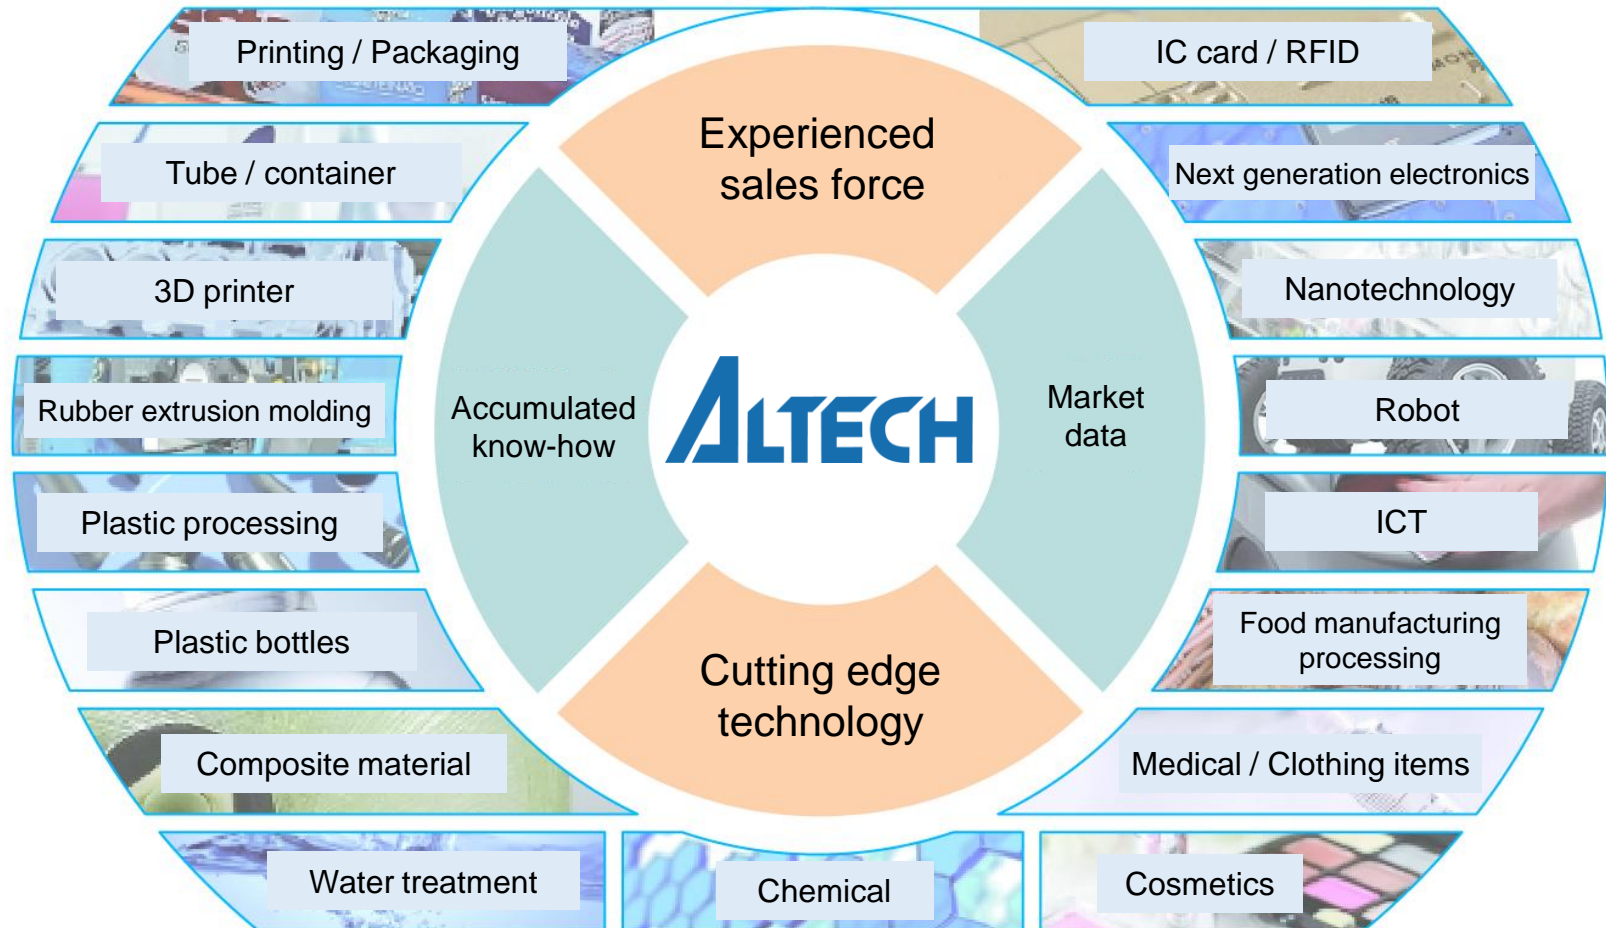 Printing / Packaging
IC card / RFID
Experienced
sales force
Tube / container
Next generation electronics
3D printer
Nanotechnology
Rubber extrusion molding
Accumulated
know-how
ALTECH
Market
data
Robot
Plastic processing
ICT
Plastic bottles
Food manufacturing
processing
Cutting edge
technology
Composite material
Medical / Clothing items
Water treatment
Chemical
Cosmetics